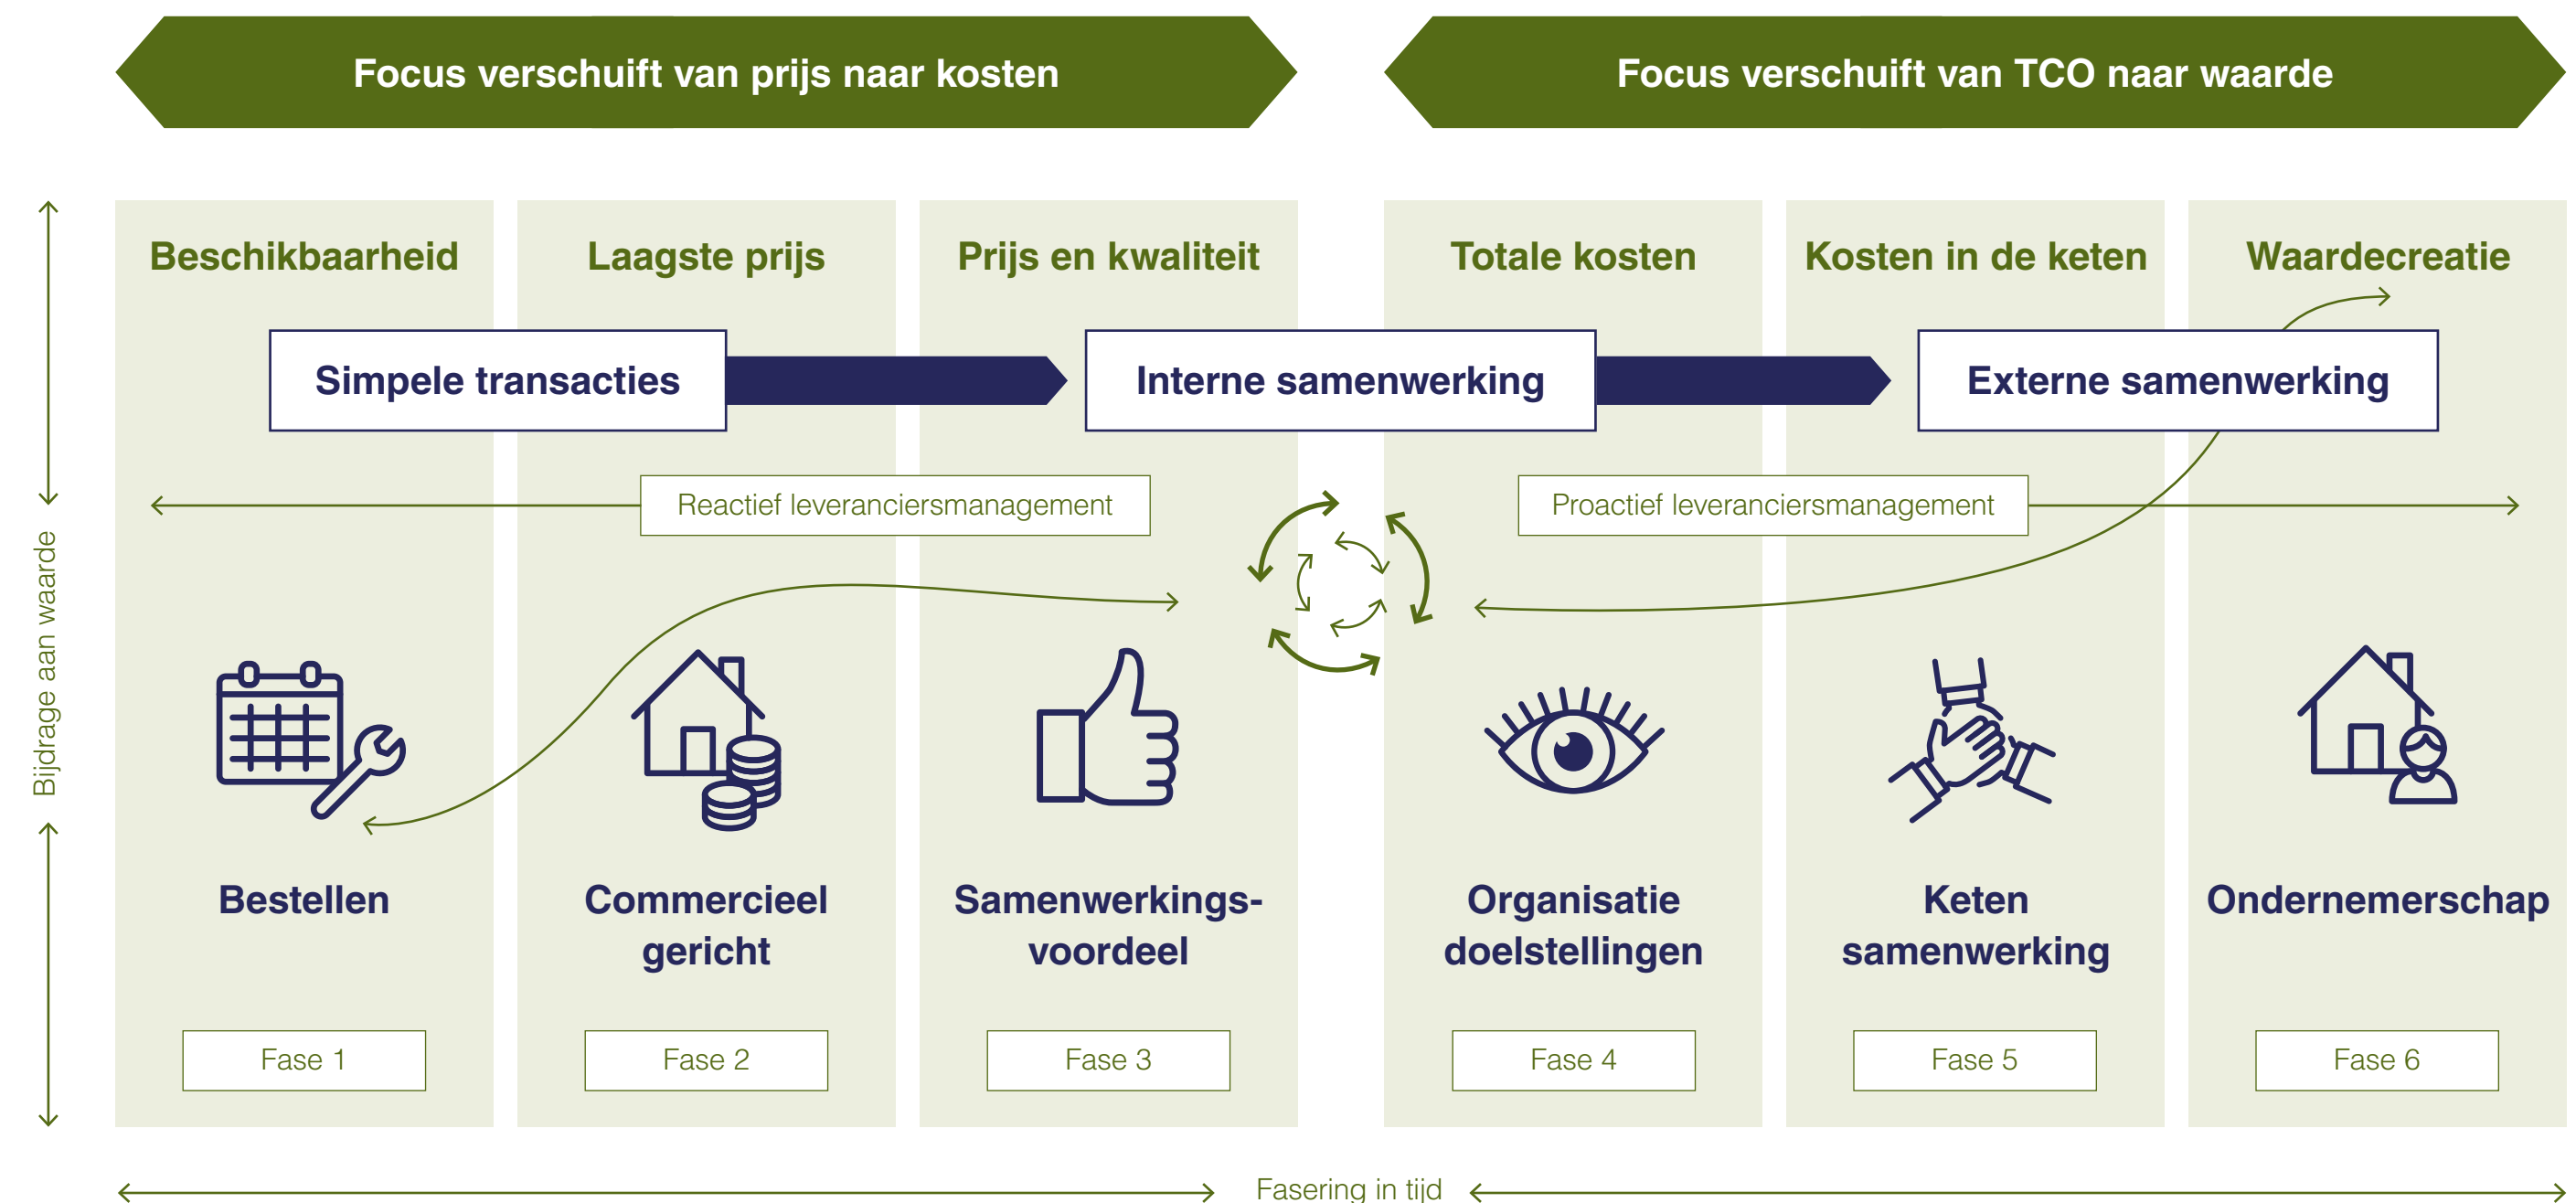 Focus verschuift van prijs naar kosten
Focus verschuift van TCO naar waarde
Beschikbaarheid
Laagste prijs
Prijs en kwaliteit
Totale kosten
Kosten in de keten
Waardecreatie
Simpele transacties
Interne samenwerking
Externe samenwerking
Reactief leveranciersmanagement
Proactief leveranciersmanagement
Bijdrage aan waarde
Bestellen
Commercieel
gericht
Samenwerkings-
voordeel
Organisatie
doelstellingen
Keten
samenwerking
Ondernemerschap
Fase 1
Fase 2
Fase 3
Fase 4
Fase 5
Fase 6
Fasering in tijd